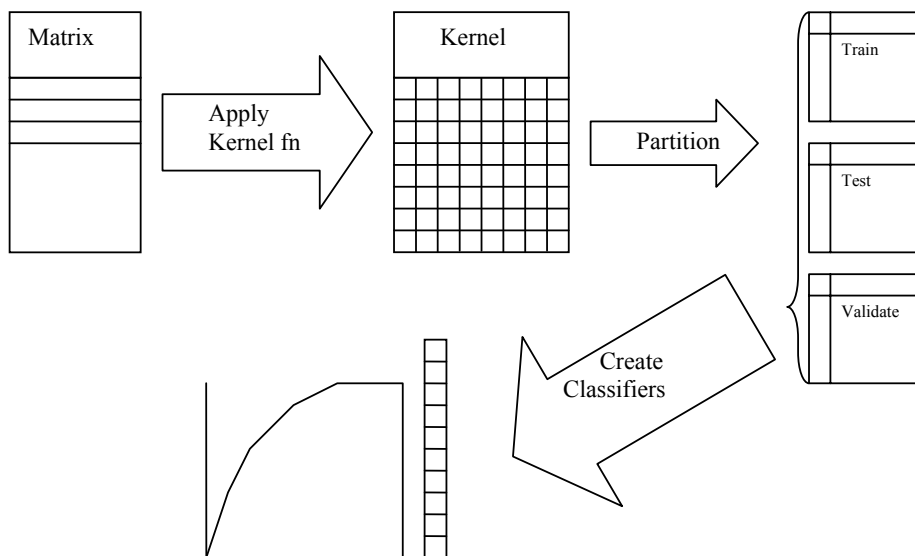 Matrix
Apply
Kernel fn
Kernel
Partition
Train
Test
Validate
Create
Classifiers